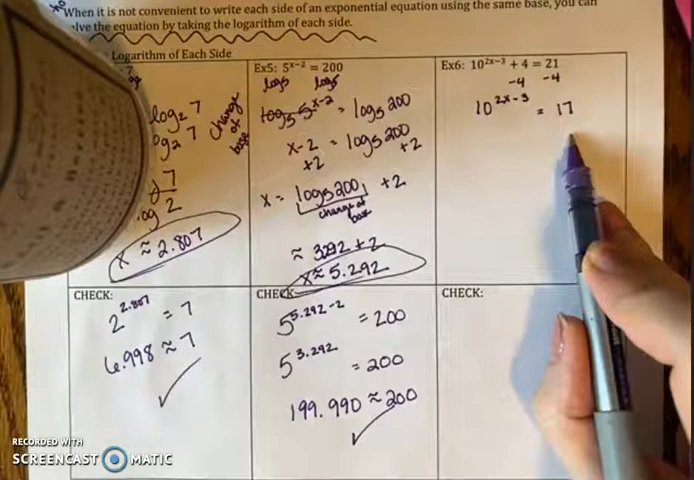 When it is not convenient to write each side of an exponential equation using the same base, you can
lve the equation by taking the logarithm of each side.
Logarithm of Each Side
7
log₂ 7
og₂ 7
change
of
base
7
og 2
x ≈ 2.807
CHECK:
2^2.807 = 7
6.998 ≈ 7
Ex5: 5^x−2 = 200
log₅ log₅
log₅ 5^x-2 = log₅ 200
x-2 = log₅ 200
+2 +2
x = log₅ 200 +2
change of
base
≈ 3.292 + 2
x ≈ 5.292
CHECK:
5^5.292-2 = 200
5^3.292 = 200
199.990 ≈ 200
Ex6: 10^2x−3 + 4 = 21
-4 -4
10^2x-3 = 17
CHECK:
RECORDED WITH
SCREENCAST MATIC